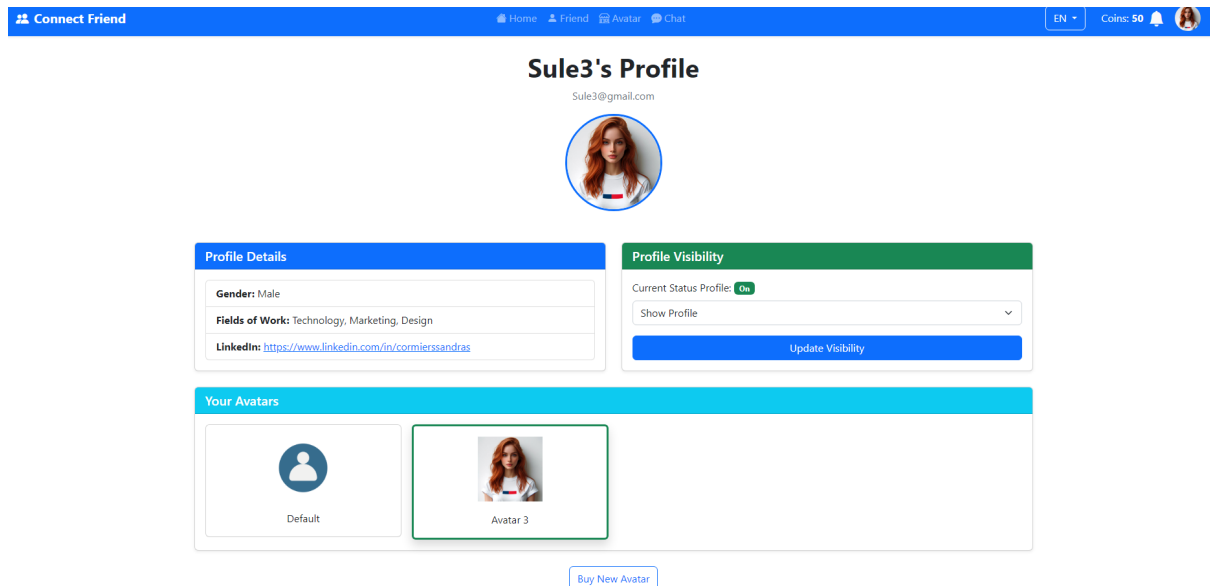 Connect Friend Home Friend Avatar Chat EN Coins: 50
Sule3's Profile
Sule3@gmail.com
Profile Details
Gender: Male
Fields of Work: Technology, Marketing, Design
LinkedIn: https://www.linkedin.com/in/cormierssandras
Profile Visibility
Current Status Profile: On
Show Profile
Update Visibility
Your Avatars
Default
Avatar 3
Buy New Avatar